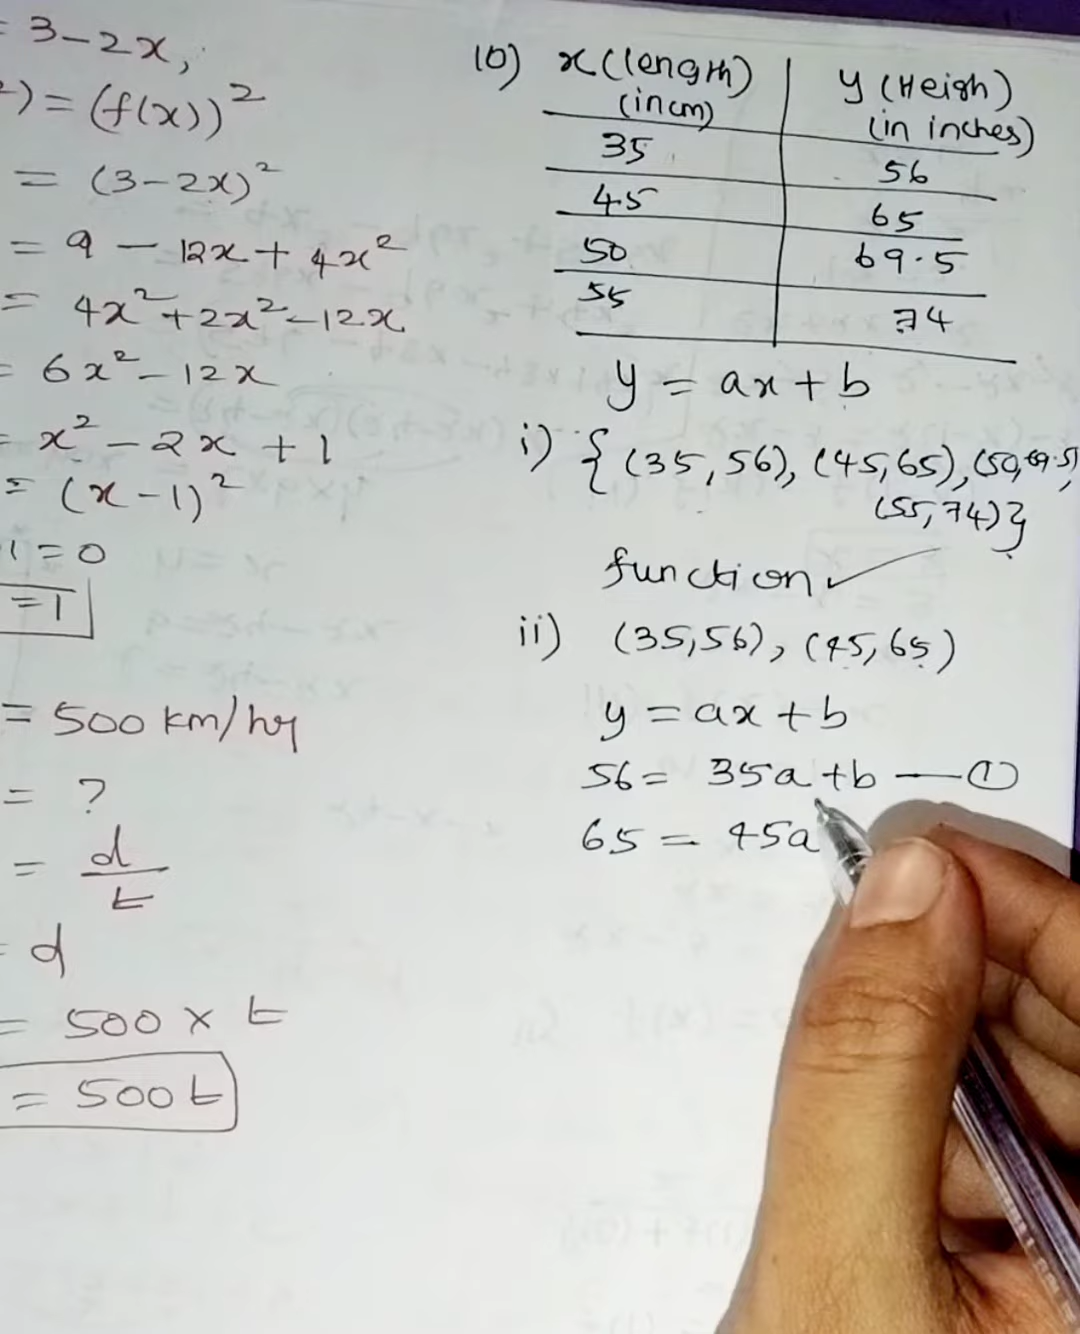 = 3-2x,
²) = (f(x))²
= (3-2x)²
= 9 - 12x + 4x²
= 4x² + 2x² - 12x
= 6x² - 12x
= x² - 2x + 1
= (x-1)²
1 = 0
= 1
= 500 km/hr
= ?
= d/t
= d
= 500 x t
= 500t
10) x (length) (in cm) | y (Heigh) (in inches)
35 | 56
45 | 65
50 | 69.5
55 | 74
y = ax + b
i) {(35,56), (45,65), (50,69.5),
(55,74)}
function ✓
ii) (35,56), (45,65)
y = ax + b
56 = 35a + b — ①
65 = 45a